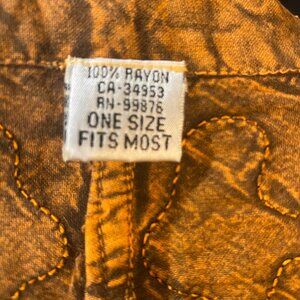 100% RAYON
CA-34953
RN-99876
ONE SIZE
FITS MOST